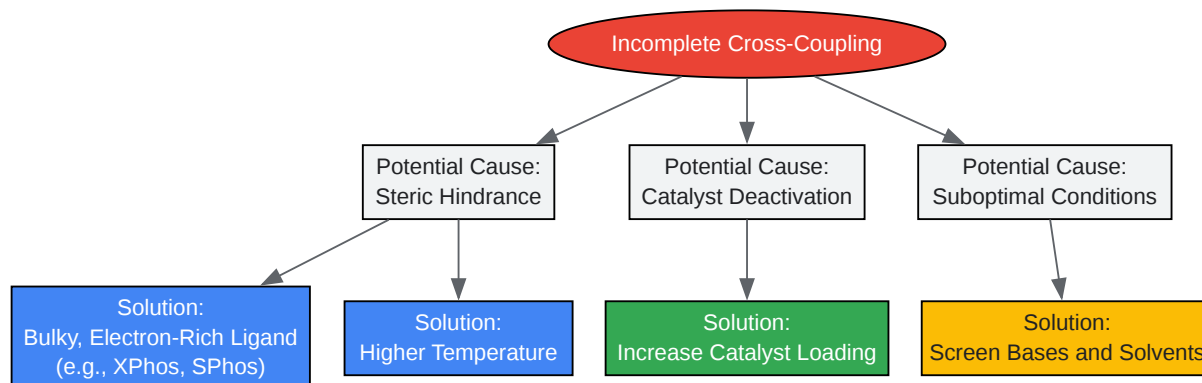 Incomplete Cross-Coupling
Potential Cause:
Steric Hindrance
Potential Cause:
Catalyst Deactivation
Potential Cause:
Suboptimal Conditions
Solution:
Bulky, Electron-Rich Ligand
(e.g., XPhos, SPhos)
Solution:
Higher Temperature
Solution:
Increase Catalyst Loading
Solution:
Screen Bases and Solvents